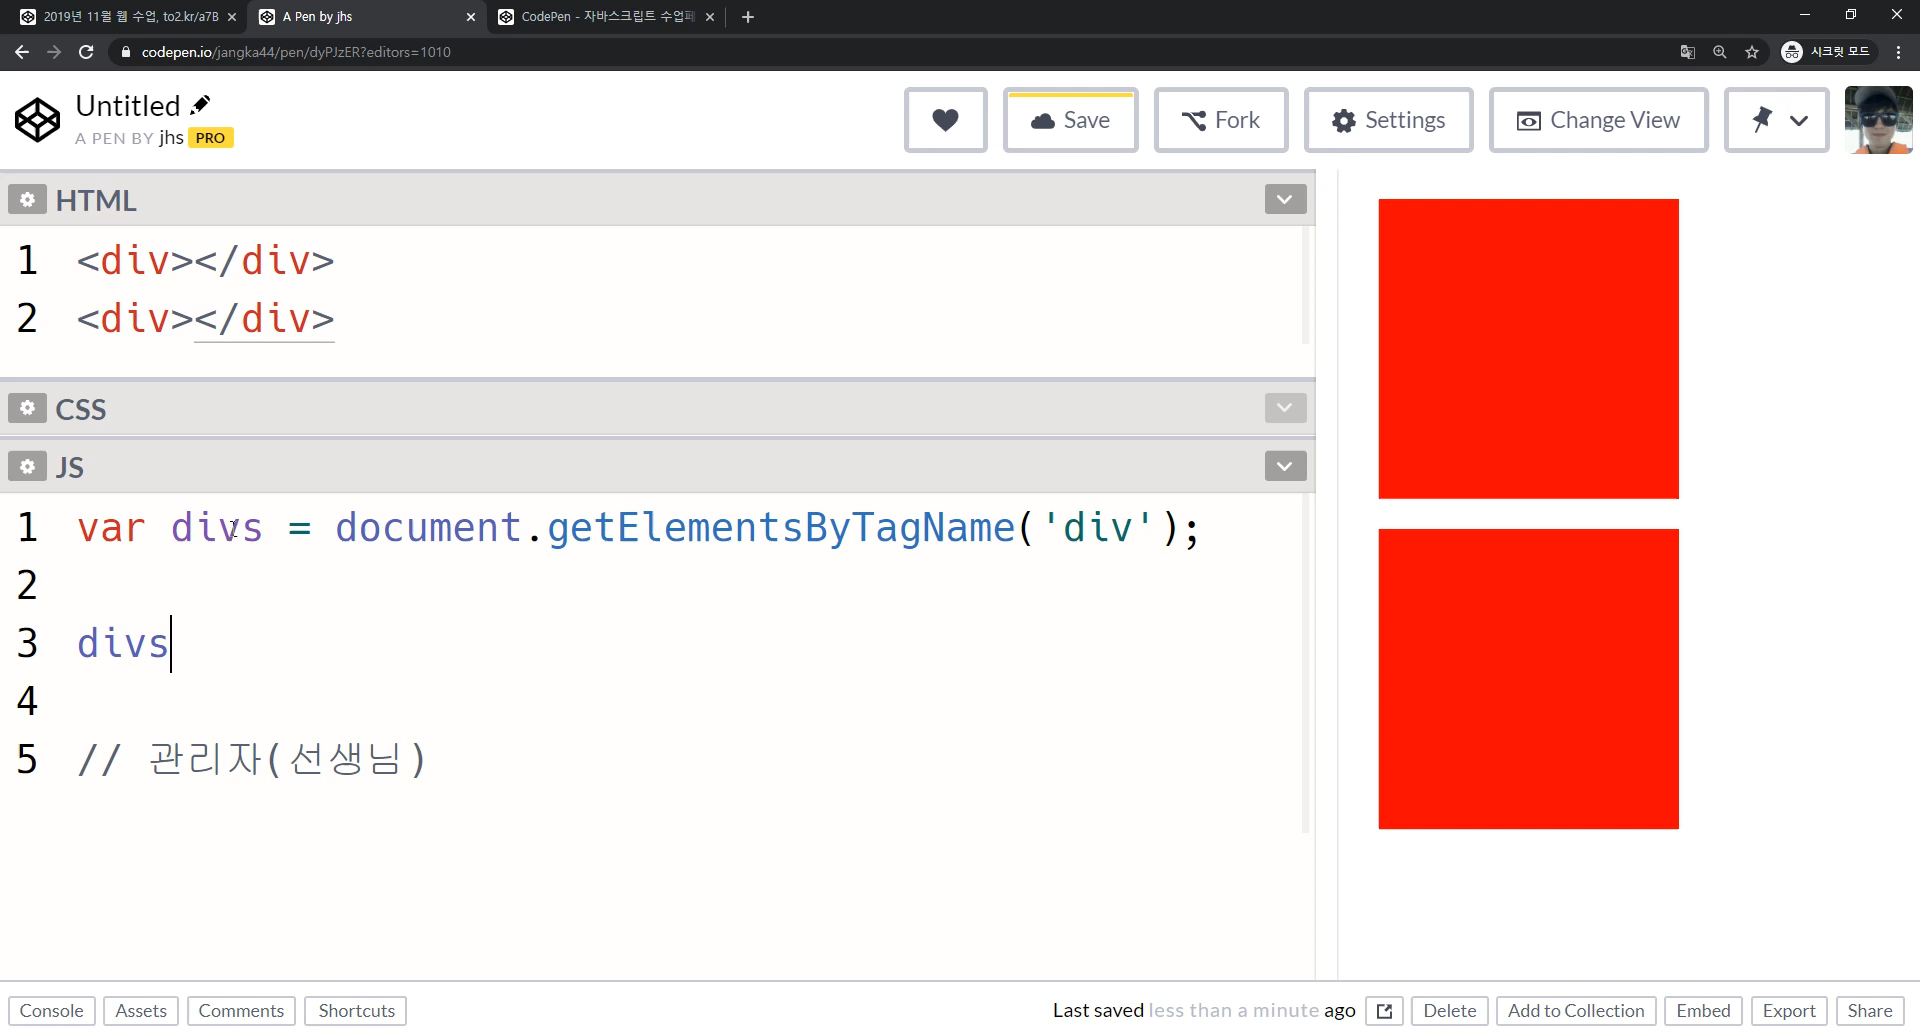 2019년 11월 웹 수업, to2.kr/a7B
A Pen by jhs
CodePen - 자바스크립트 수업
codepen.io/jangka44/pen/dyPJzER?editors=1010
시크릿 모드
Untitled
A PEN BY jhs PRO
Save
Fork
Settings
Change View
HTML
1 <div></div>
2 <div></div>
CSS
JS
1 var divs = document.getElementsByTagName('div');
2
3 divs
4
5 // 관리자(선생님)
Console
Assets
Comments
Shortcuts
Last saved less than a minute ago
Delete
Add to Collection
Embed
Export
Share